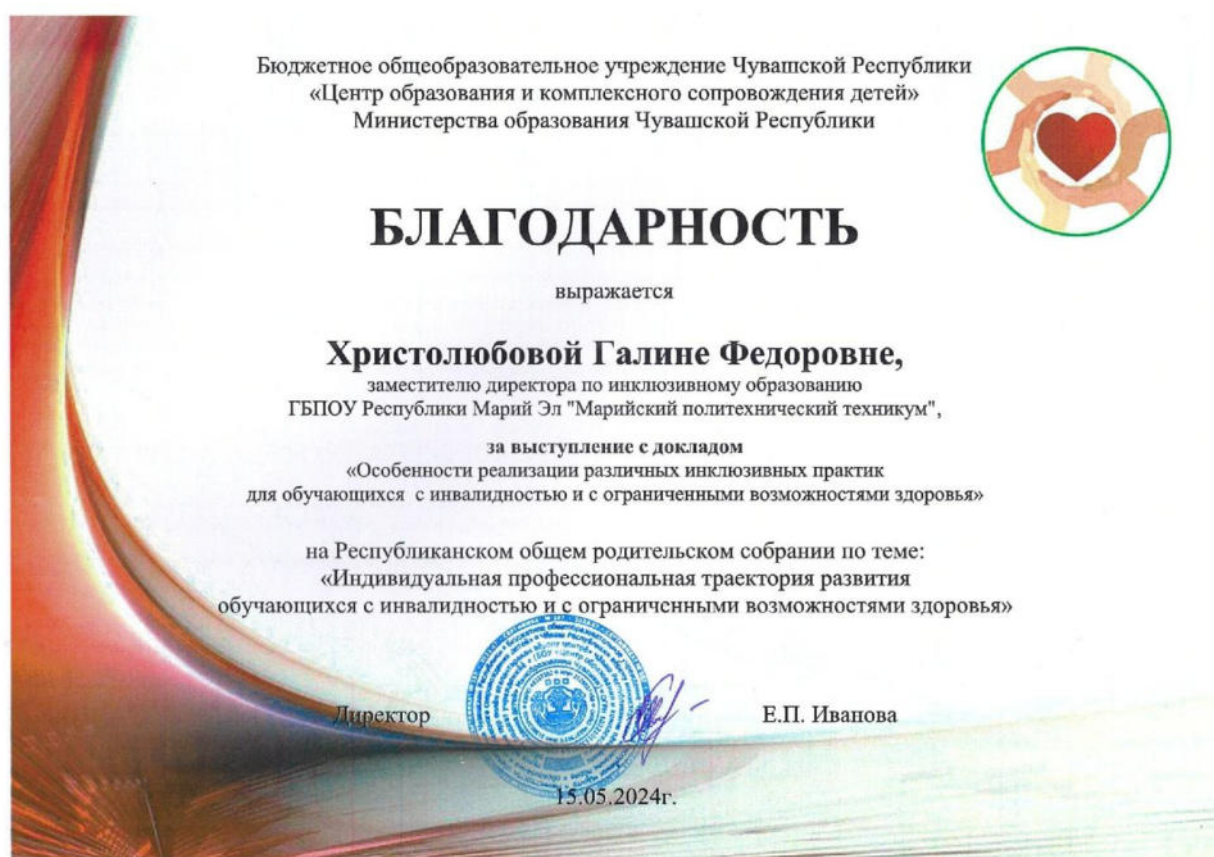 Бюджетное общеобразовательное учреждение Чувашской Республики
«Центр образования и комплексного сопровождения детей»
Министерства образования Чувашской Республики
БЛАГОДАРНОСТЬ
выражается
Христолюбовой Галине Федоровне,
заместителю директора по инклюзивному образованию
ГБПОУ Республики Марий Эл "Марийский политехнический техникум",
за выступление с докладом
«Особенности реализации различных инклюзивных практик
для обучающихся с инвалидностью и с ограниченными возможностями здоровья»
на Республиканском общем родительском собрании по теме:
«Индивидуальная профессиональная траектория развития
обучающихся с инвалидностью и с ограниченными возможностями здоровья»
Директор Е.П. Иванова
15.05.2024г.